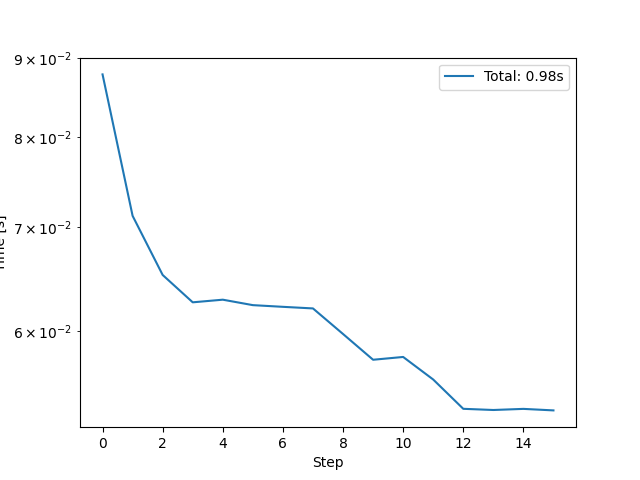 9 × 10⁻²
8 × 10⁻²
7 × 10⁻²
6 × 10⁻²
Time [s]
Total: 0.98s
0 2 4 6 8 10 12 14
Step